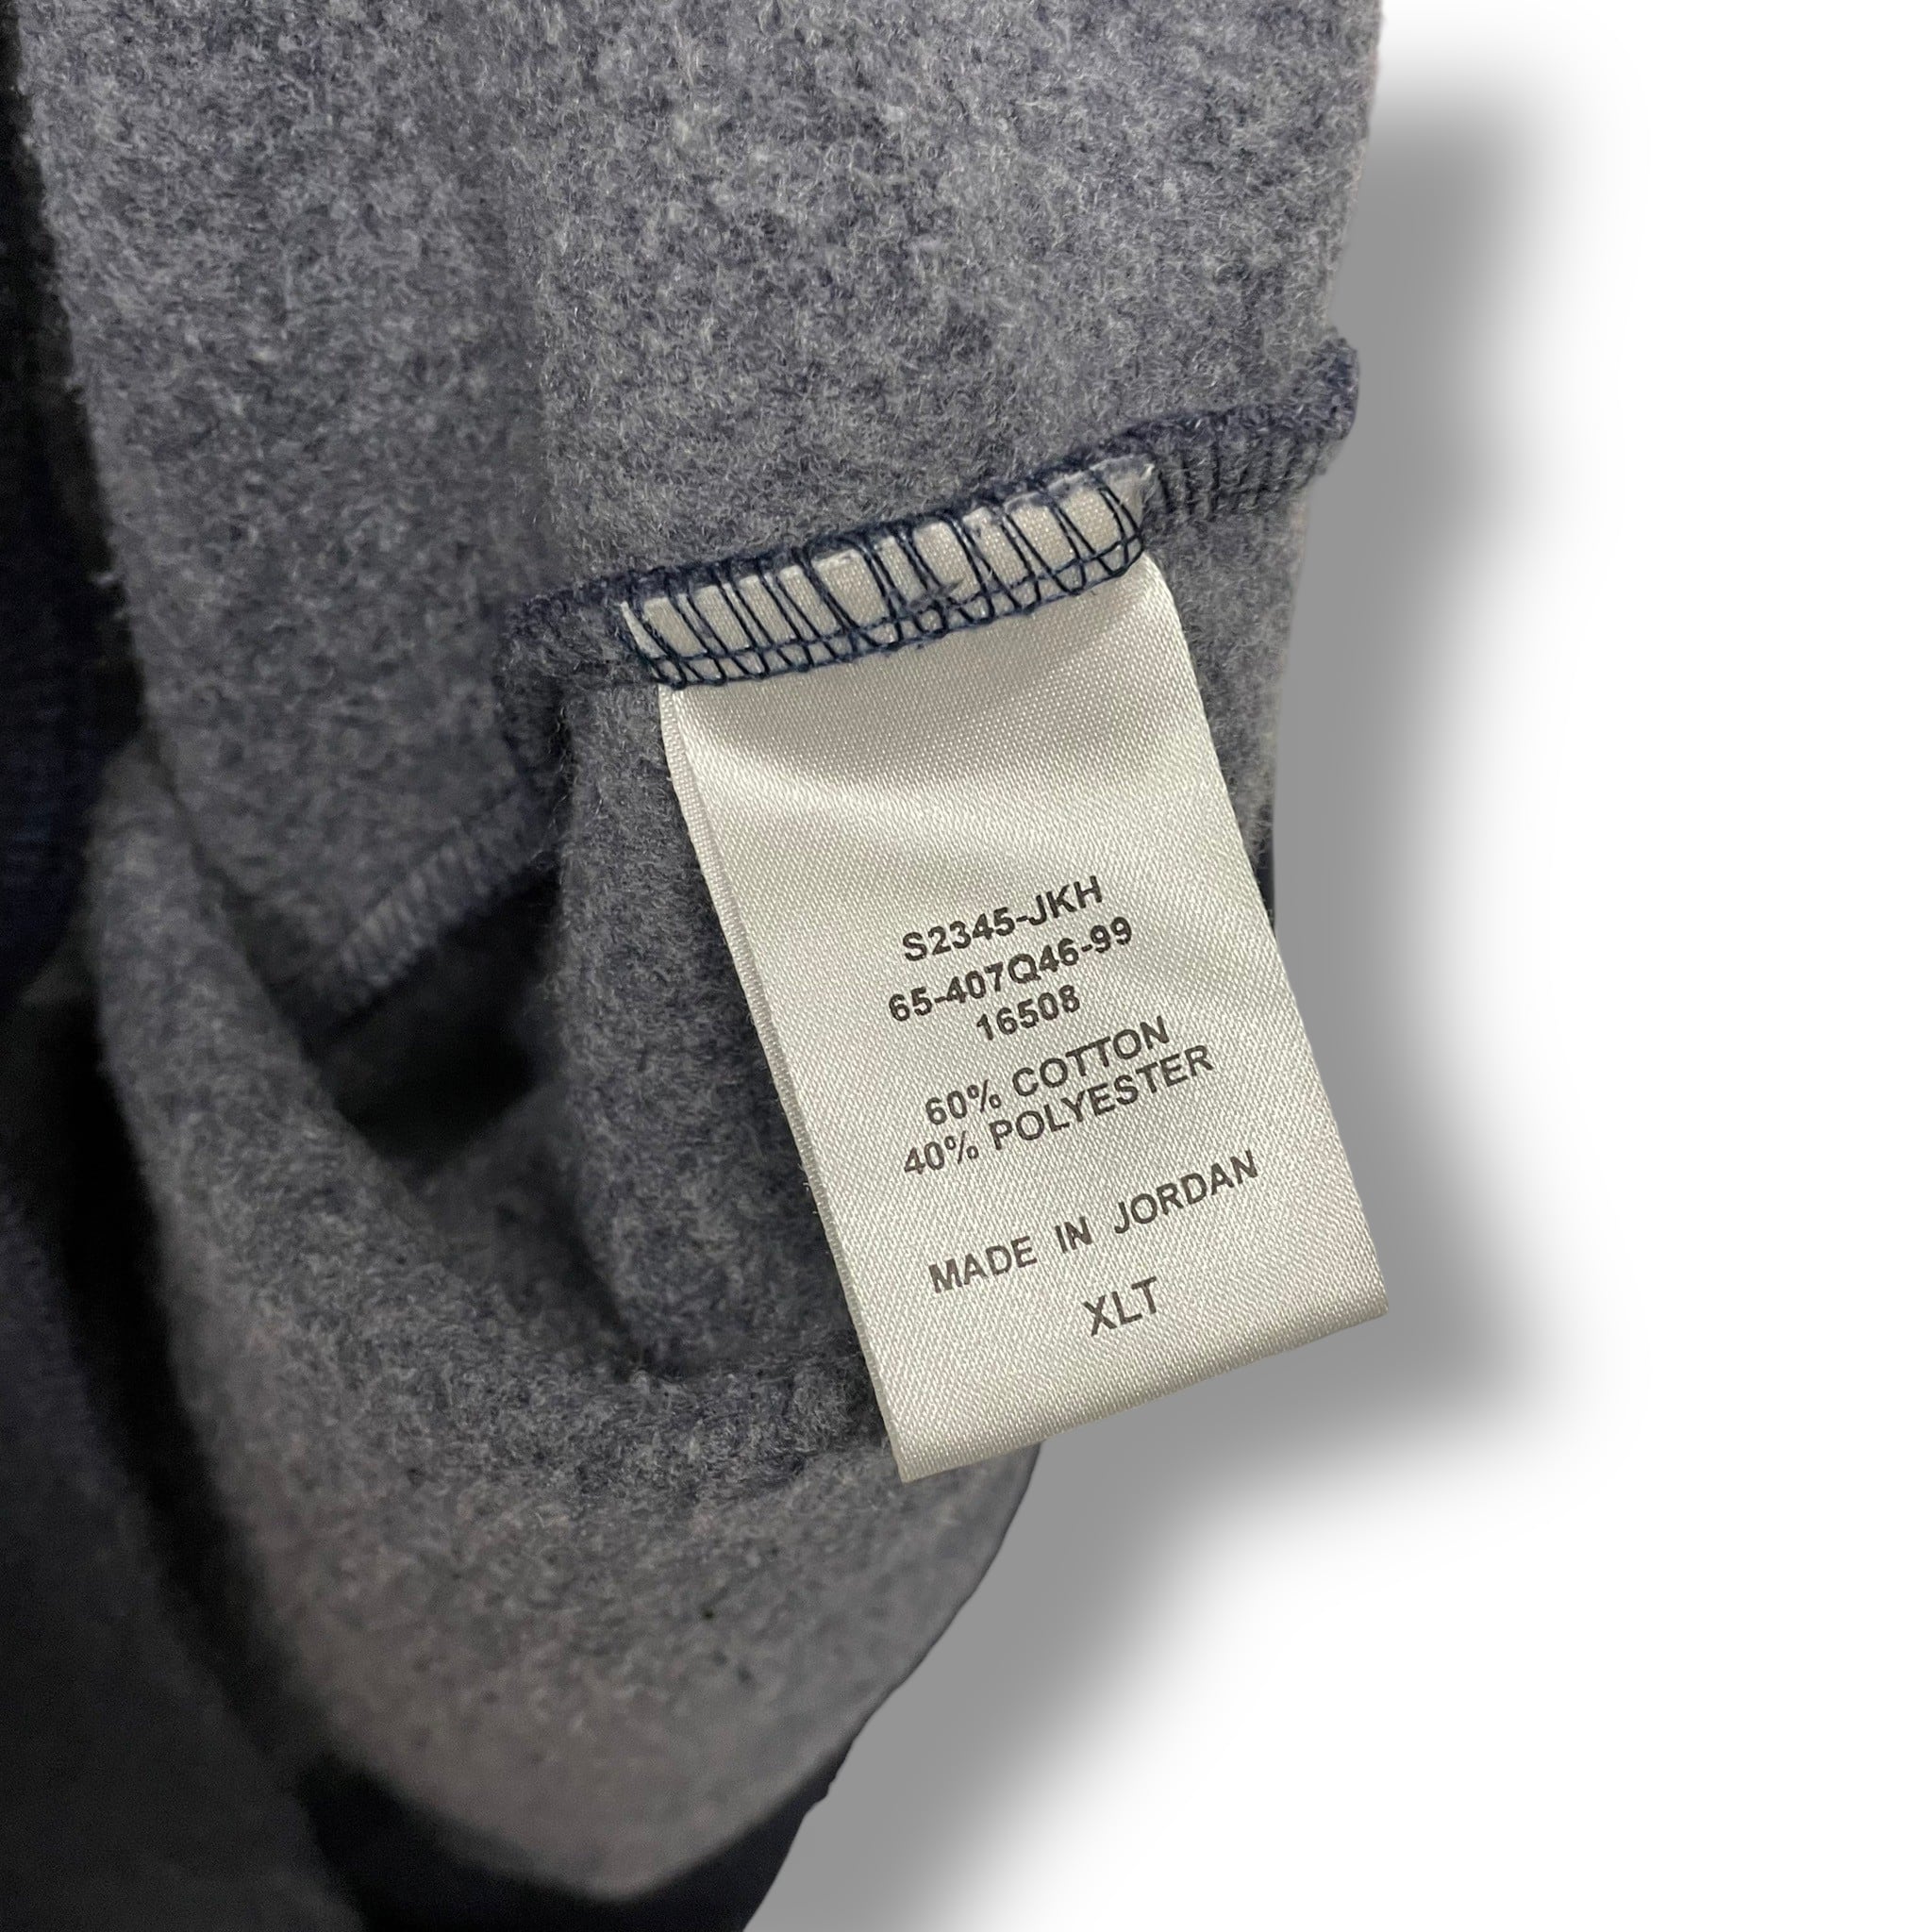 S2345-JKH
65-407Q46-99
16508
60% COTTON
40% POLYESTER
MADE IN JORDAN
XLT